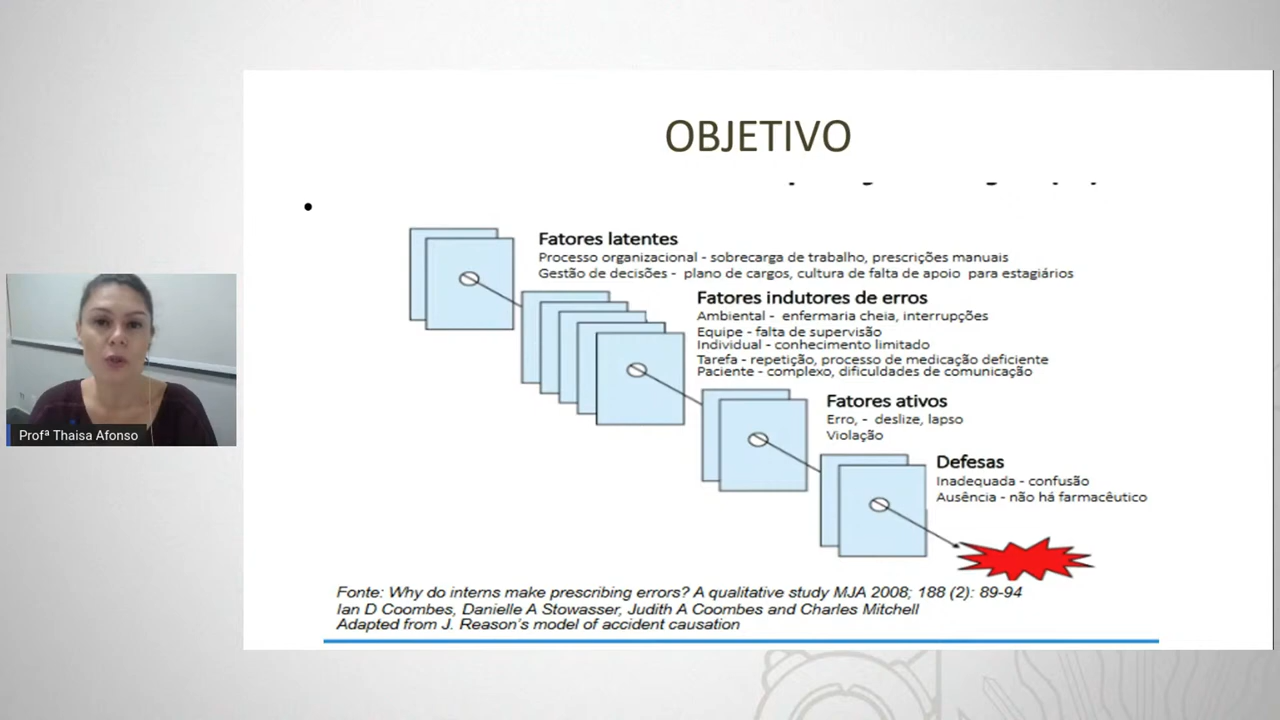 OBJETIVO
•
Fatores latentes
Processo organizacional - sobrecarga de trabalho, prescrições manuais
Gestão de decisões - plano de cargos, cultura de falta de apoio para estagiários
Fatores indutores de erros
Ambiental - enfermaria cheia, interrupções
Equipe - falta de supervisão
Individual - conhecimento limitado
Tarefa - repetição, processo de medicação deficiente
Paciente - complexo, dificuldades de comunicação
Fatores ativos
Erro, - deslize, lapso
Violação
Defesas
Inadequada - confusão
Ausência - não há farmacêutico
Fonte: Why do interns make prescribing errors? A qualitative study MJA 2008; 188 (2): 89-94
Ian D Coombes, Danielle A Stowasser, Judith A Coombes and Charles Mitchell
Adapted from J. Reason's model of accident causation
Profª Thaisa Afonso